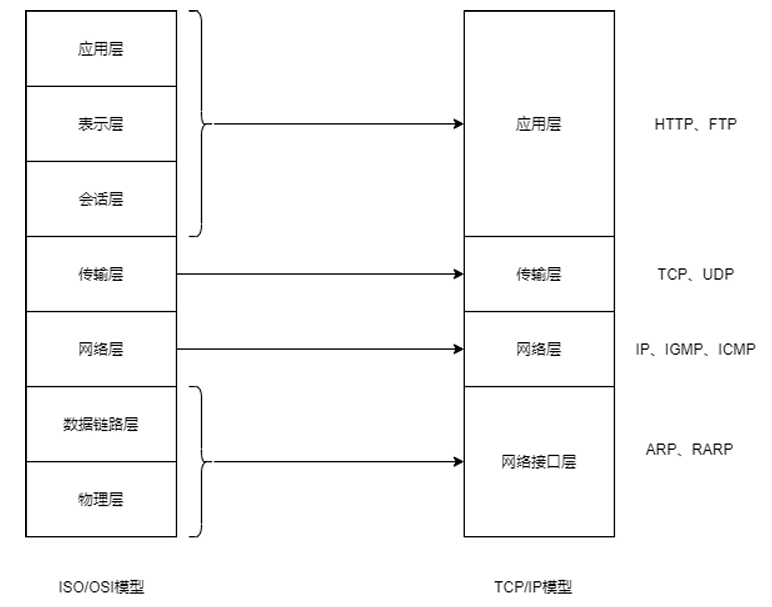 应用层
表示层
会话层
传输层
网络层
数据链路层
物理层
ISO/OSI模型
应用层
传输层
网络层
网络接口层
TCP/IP模型
HTTP、FTP
TCP、UDP
IP、IGMP、ICMP
ARP、RARP